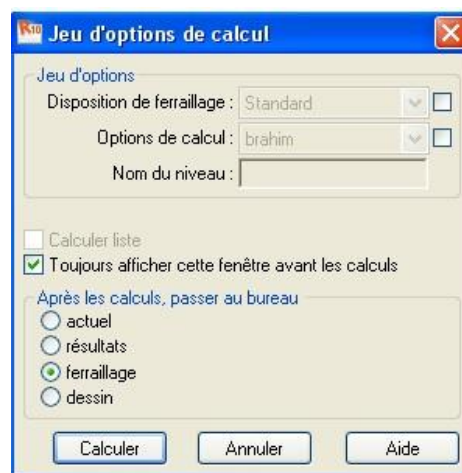 R10 Jeu d'options de calcul
Jeu d'options
Disposition de ferraillage : Standard
Options de calcul : brahim
Nom du niveau :
Calculer liste
Toujours afficher cette fenêtre avant les calculs
Après les calculs, passer au bureau
actuel
résultats
ferraillage
dessin
Calculer Annuler Aide